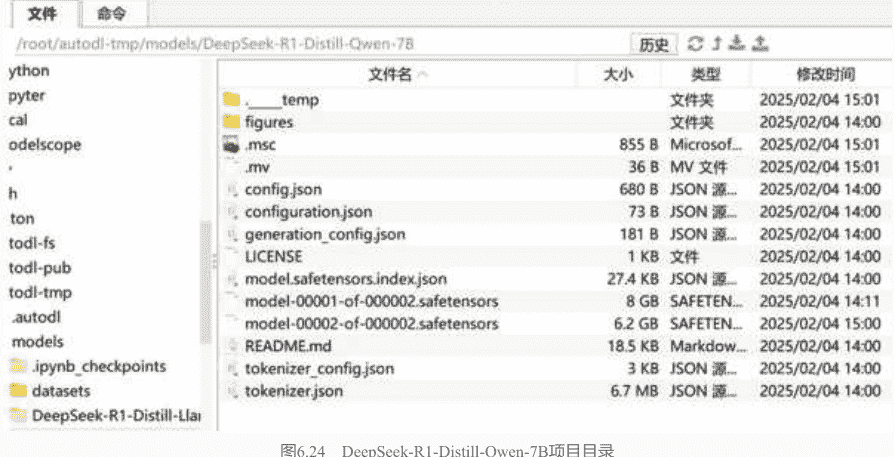 文件 命令
/root/autodl-tmp/models/DeepSeek-R1-Distill-Qwen-7B 历史
ython
pyter
cal
odelscope
h
ton
todl-fs
todl-pub
todl-tmp
.autodl
models
.ipynb_checkpoints
datasets
DeepSeek-R1-Distill-Llar
文件名 大小 类型 修改时间
.____temp 文件夹 2025/02/04 15:01
figures 文件夹 2025/02/04 14:00
.msc 855 B Microsof... 2025/02/04 15:01
.mv 36 B MV 文件 2025/02/04 15:01
config.json 680 B JSON 源... 2025/02/04 14:00
configuration.json 73 B JSON 源... 2025/02/04 14:00
generation_config.json 181 B JSON 源... 2025/02/04 14:00
LICENSE 1 KB 文件 2025/02/04 14:00
model.safetensors.index.json 27.4 KB JSON 源... 2025/02/04 14:00
model-00001-of-000002.safetensors 8 GB SAFETEN... 2025/02/04 14:11
model-00002-of-000002.safetensors 6.2 GB SAFETEN... 2025/02/04 15:00
README.md 18.5 KB Markdow... 2025/02/04 14:00
tokenizer_config.json 3 KB JSON 源... 2025/02/04 14:00
tokenizer.json 6.7 MB JSON 源... 2025/02/04 14:00
图6.24 DeepSeek-R1-Distill-Qwen-7B项目目录